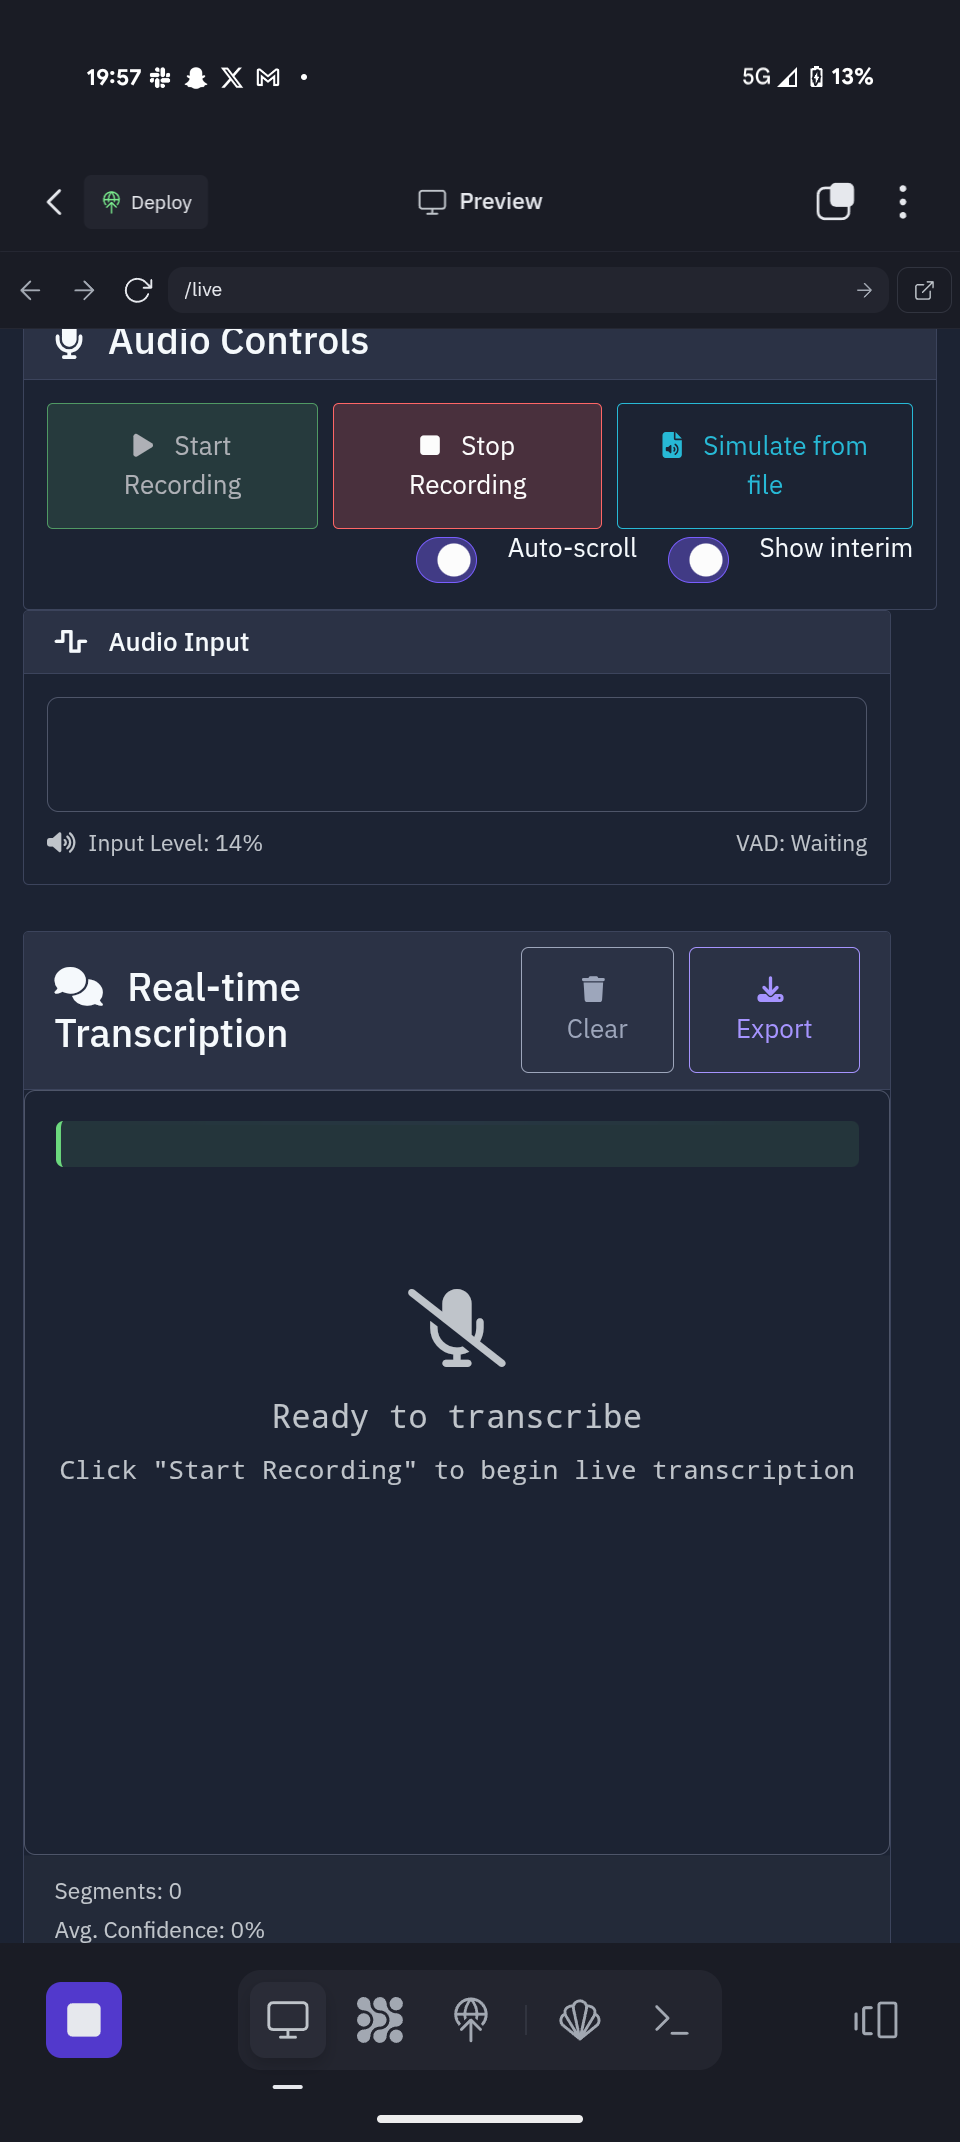 19:57
5G 13%
Deploy
Preview
/live
Audio Controls
Start
Recording
Stop
Recording
Simulate from
file
Auto-scroll
Show interim
Audio Input
Input Level: 14%
VAD: Waiting
Real-time
Transcription
Clear
Export
Ready to transcribe
Click "Start Recording" to begin live transcription
Segments: 0
Avg. Confidence: 0%